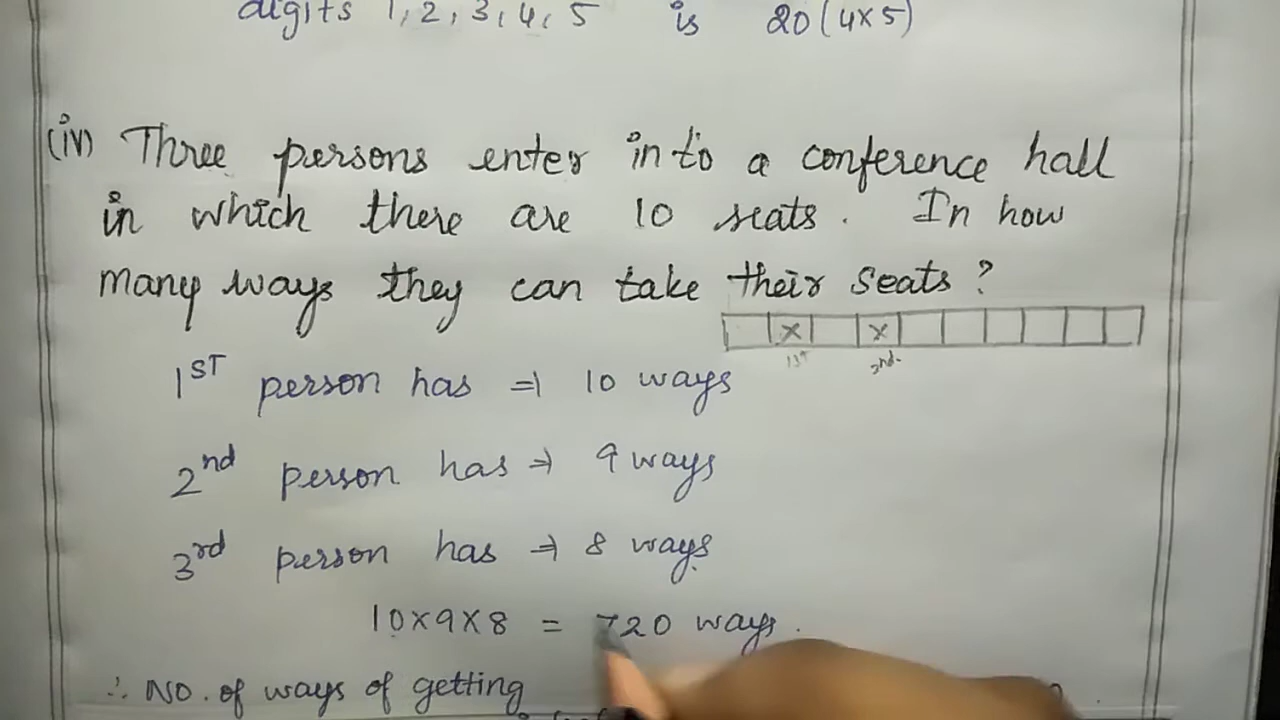 digits 1, 2, 3, 4, 5 is 20 (4×5)
(iv) Three persons enter into a conference hall
in which there are 10 seats. In how
many ways they can take their seats?
x x
1st 2nd.
1ST person has ⇒ 10 ways
2nd person has ⇒ 9 ways
3rd person has ⇒ 8 ways.
10×9×8 = 720 ways.
∴ No. of ways of getting